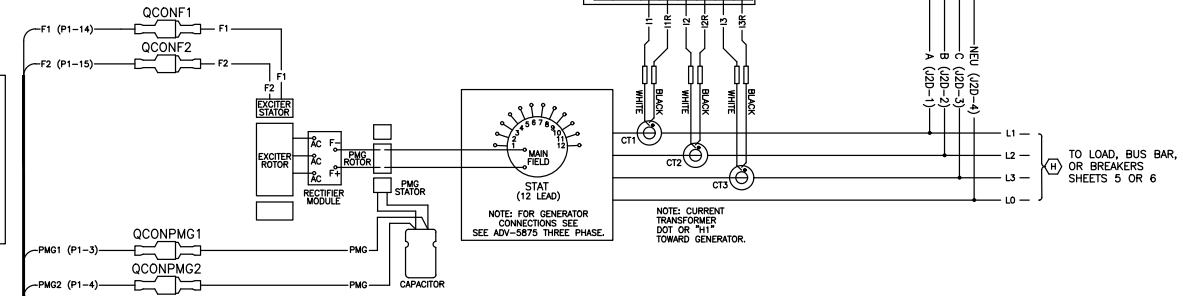 QCONF1
F1 (P1-14)
F1
QCONF2
F2 (P1-15)
F2
F1
F2
EXCITER
STATOR
EXCITER
ROTOR
AC
F-
AC
AC
F+
RECTIFIER
MODULE
PMG
ROTOR
PMG
STATOR
1
2
3
4
5
6
7
8
9
10
11
12
MAIN
FIELD
STAT
(12 LEAD)
NOTE: FOR GENERATOR
CONNECTIONS SEE
SEE ADV-5875 THREE PHASE.
QCONPMG1
PMG1 (P1-3)
PMG
QCONPMG2
PMG2 (P1-4)
PMG
CAPACITOR
I1
I1R
I2
I2R
I3
I3R
WHITE
BLACK
WHITE
BLACK
WHITE
BLACK
CT1
CT2
CT3
NOTE: CURRENT
TRANSFORMER
DOT OR "H1"
TOWARD GENERATOR.
A (J2D-1)
B (J2D-2)
C (J2D-3)
NEU (J2D-4)
L1
L2
L3
L0
H
TO LOAD, BUS BAR,
OR BREAKERS
SHEETS 5 OR 6